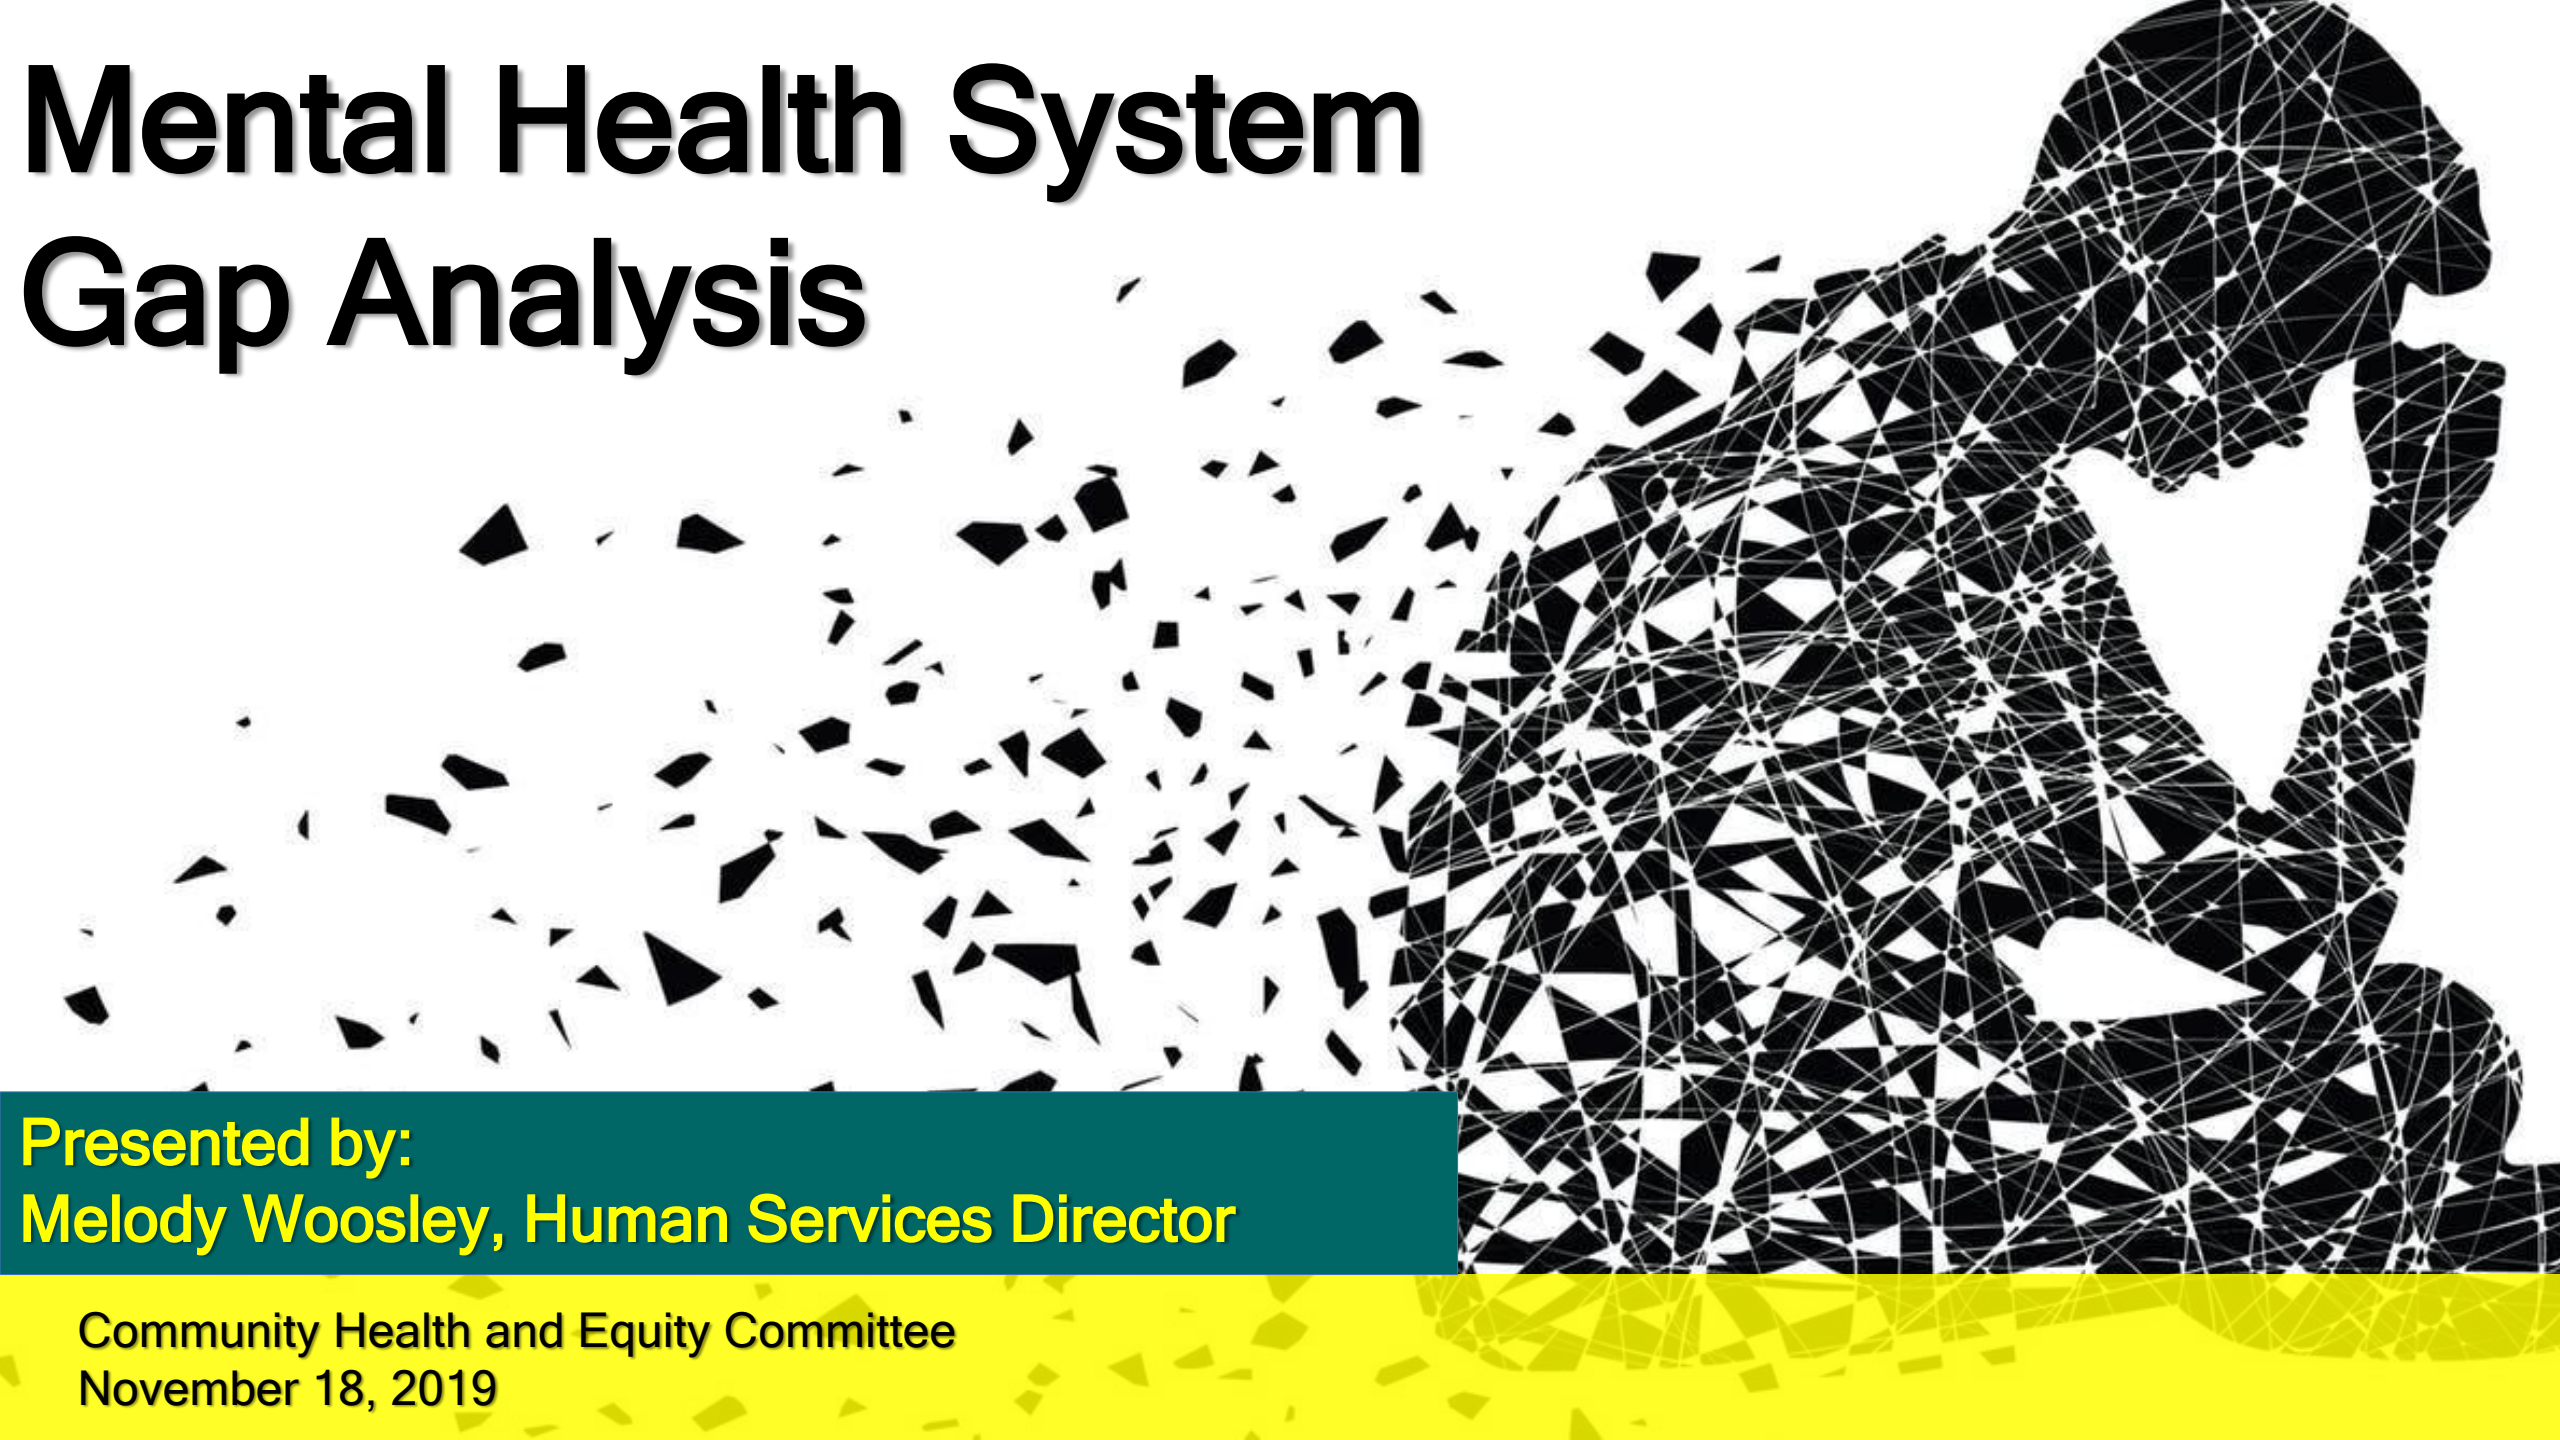 Mental Health System
Gap Analysis
Presented by:
Melody Woosley, Human Services Director
Community Health and Equity Committee
November 18, 2019